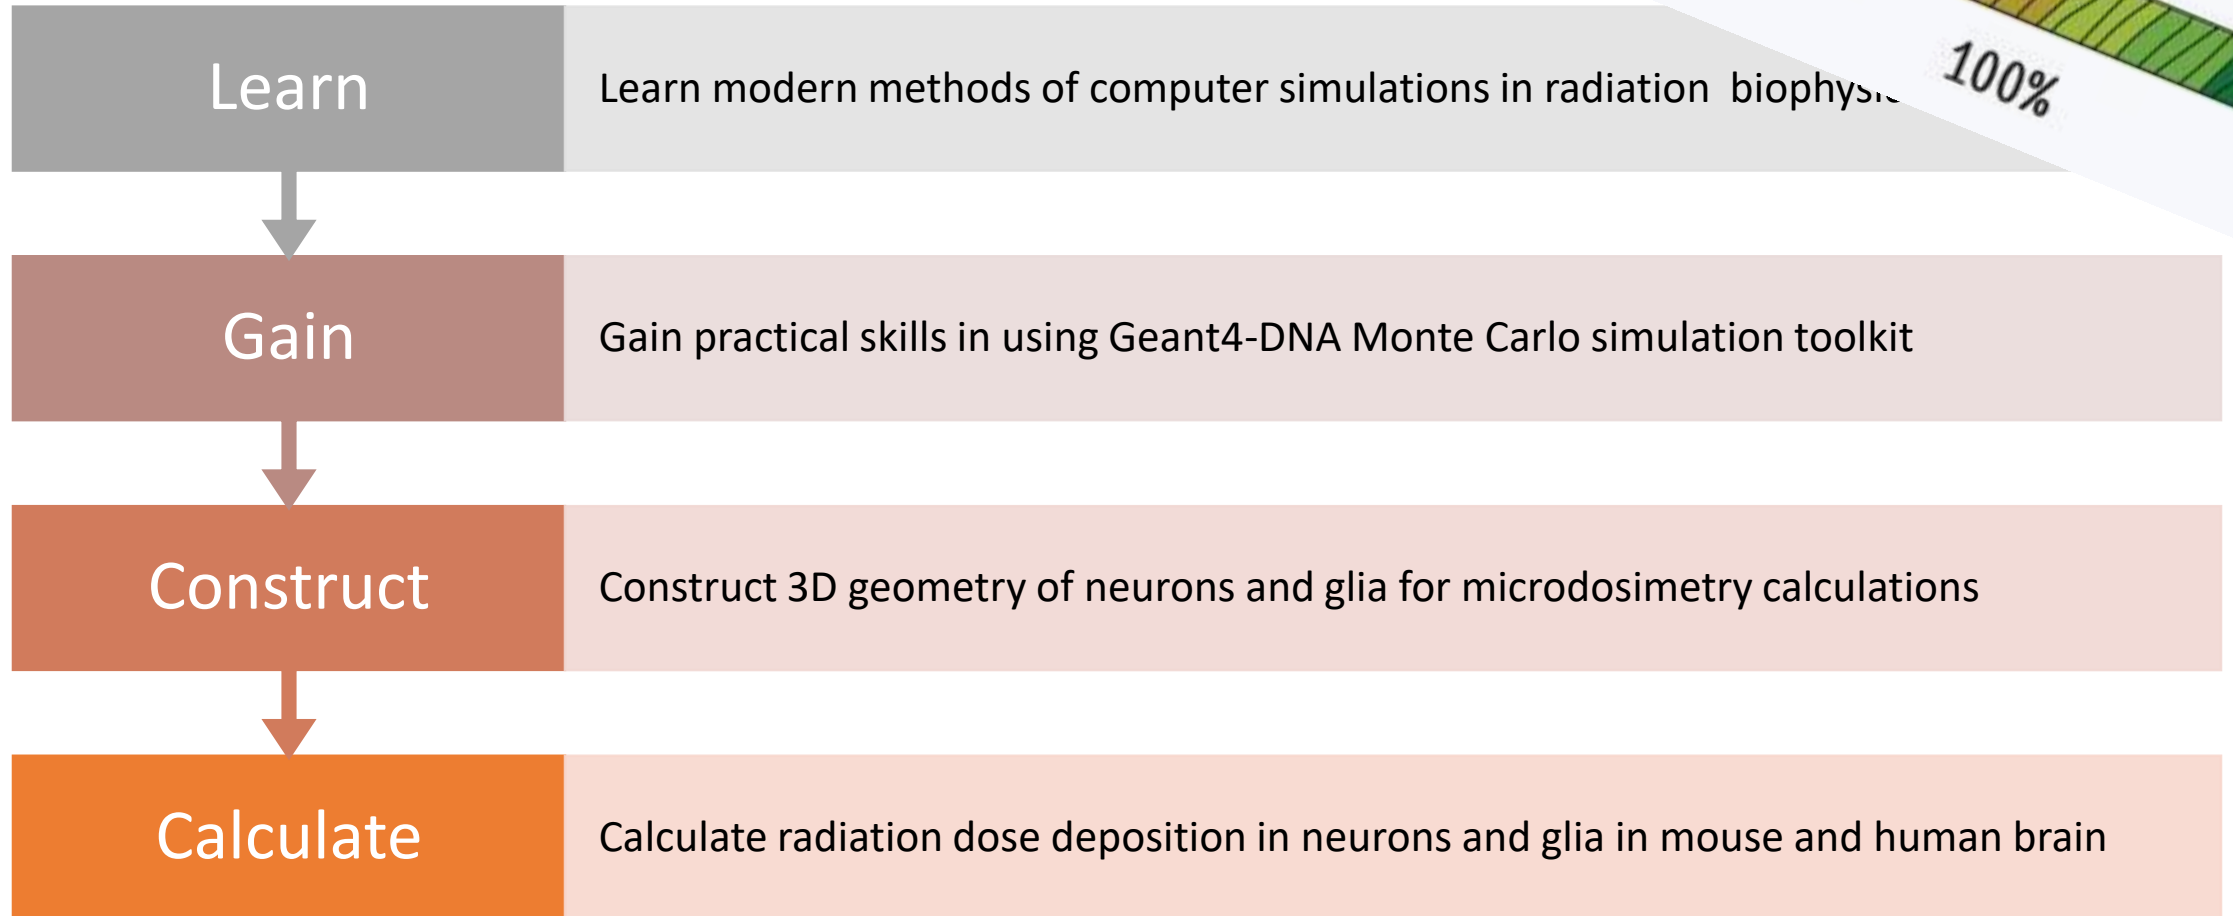 Learn
Learn modern methods of computer simulations in radiation biophysic
100%
Gain
Gain practical skills in using Geant4-DNA Monte Carlo simulation toolkit
Construct
Construct 3D geometry of neurons and glia for microdosimetry calculations
Calculate
Calculate radiation dose deposition in neurons and glia in mouse and human brain